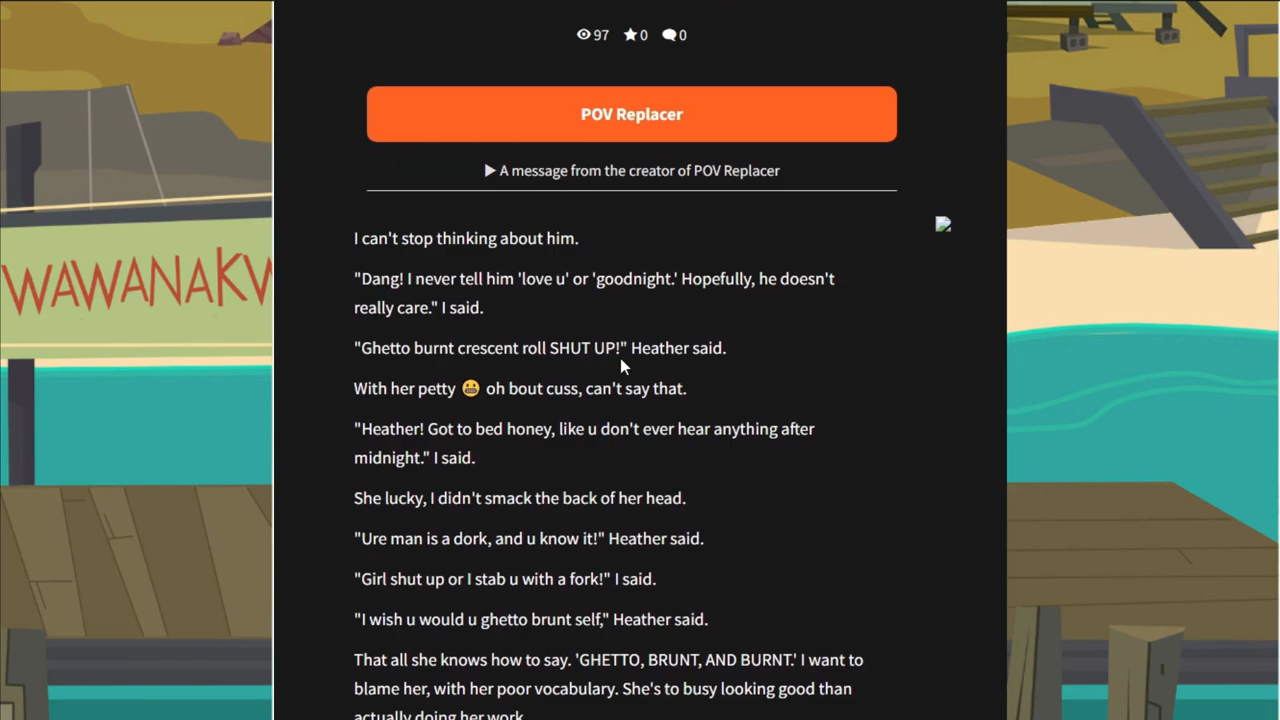 97 0 0
POV Replacer
▶ A message from the creator of POV Replacer
WAWANAKW
I can't stop thinking about him.
"Dang! I never tell him 'love u' or 'goodnight.' Hopefully, he doesn't
really care." I said.
"Ghetto burnt crescent roll SHUT UP!" Heather said.
With her petty 😬 oh bout cuss, can't say that.
"Heather! Got to bed honey, like u don't ever hear anything after
midnight." I said.
She lucky, I didn't smack the back of her head.
"Ure man is a dork, and u know it!" Heather said.
"Girl shut up or I stab u with a fork!" I said.
"I wish u would u ghetto brunt self," Heather said.
That all she knows how to say. 'GHETTO, BRUNT, AND BURNT.' I want to
blame her, with her poor vocabulary. She's to busy looking good than
actually doing her work.